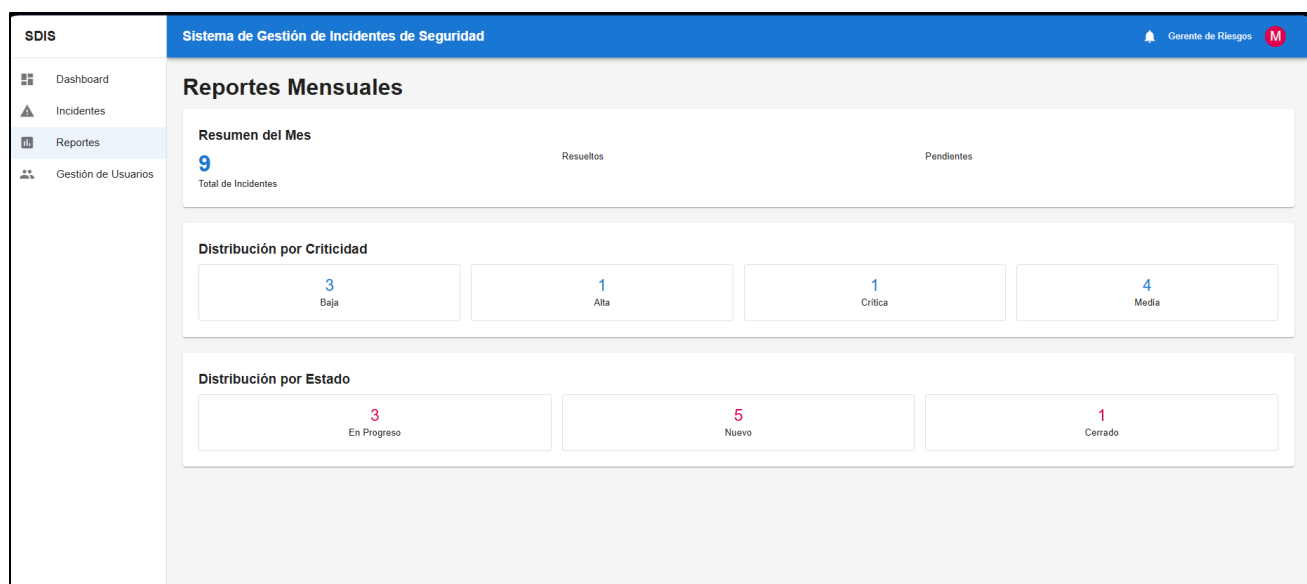 SDIS
Sistema de Gestión de Incidentes de Seguridad
Gerente de Riesgos
M
Dashboard
Incidentes
Reportes
Gestión de Usuarios
Reportes Mensuales
Resumen del Mes
9
Total de Incidentes
Resueltos
Pendientes
Distribución por Criticidad
3
Baja
1
Alta
1
Crítica
4
Media
Distribución por Estado
3
En Progreso
5
Nuevo
1
Cerrado